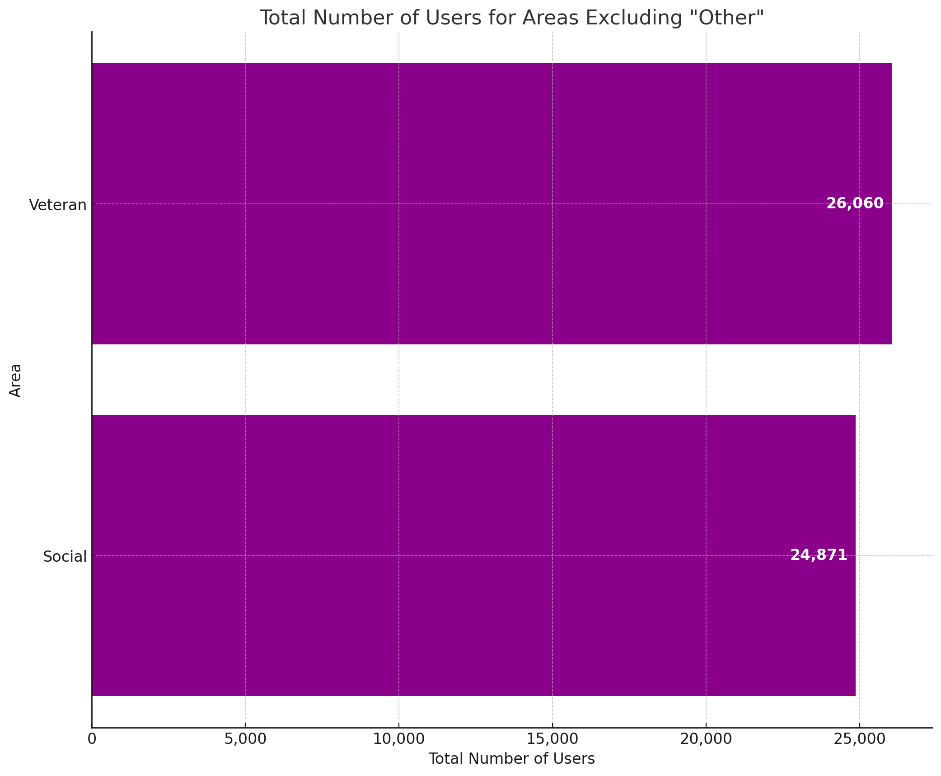 Total Number of Users for Areas Excluding "Other"
Veteran
26,060
Area
Social
24,871
0 5,000 10,000 15,000 20,000 25,000
Total Number of Users